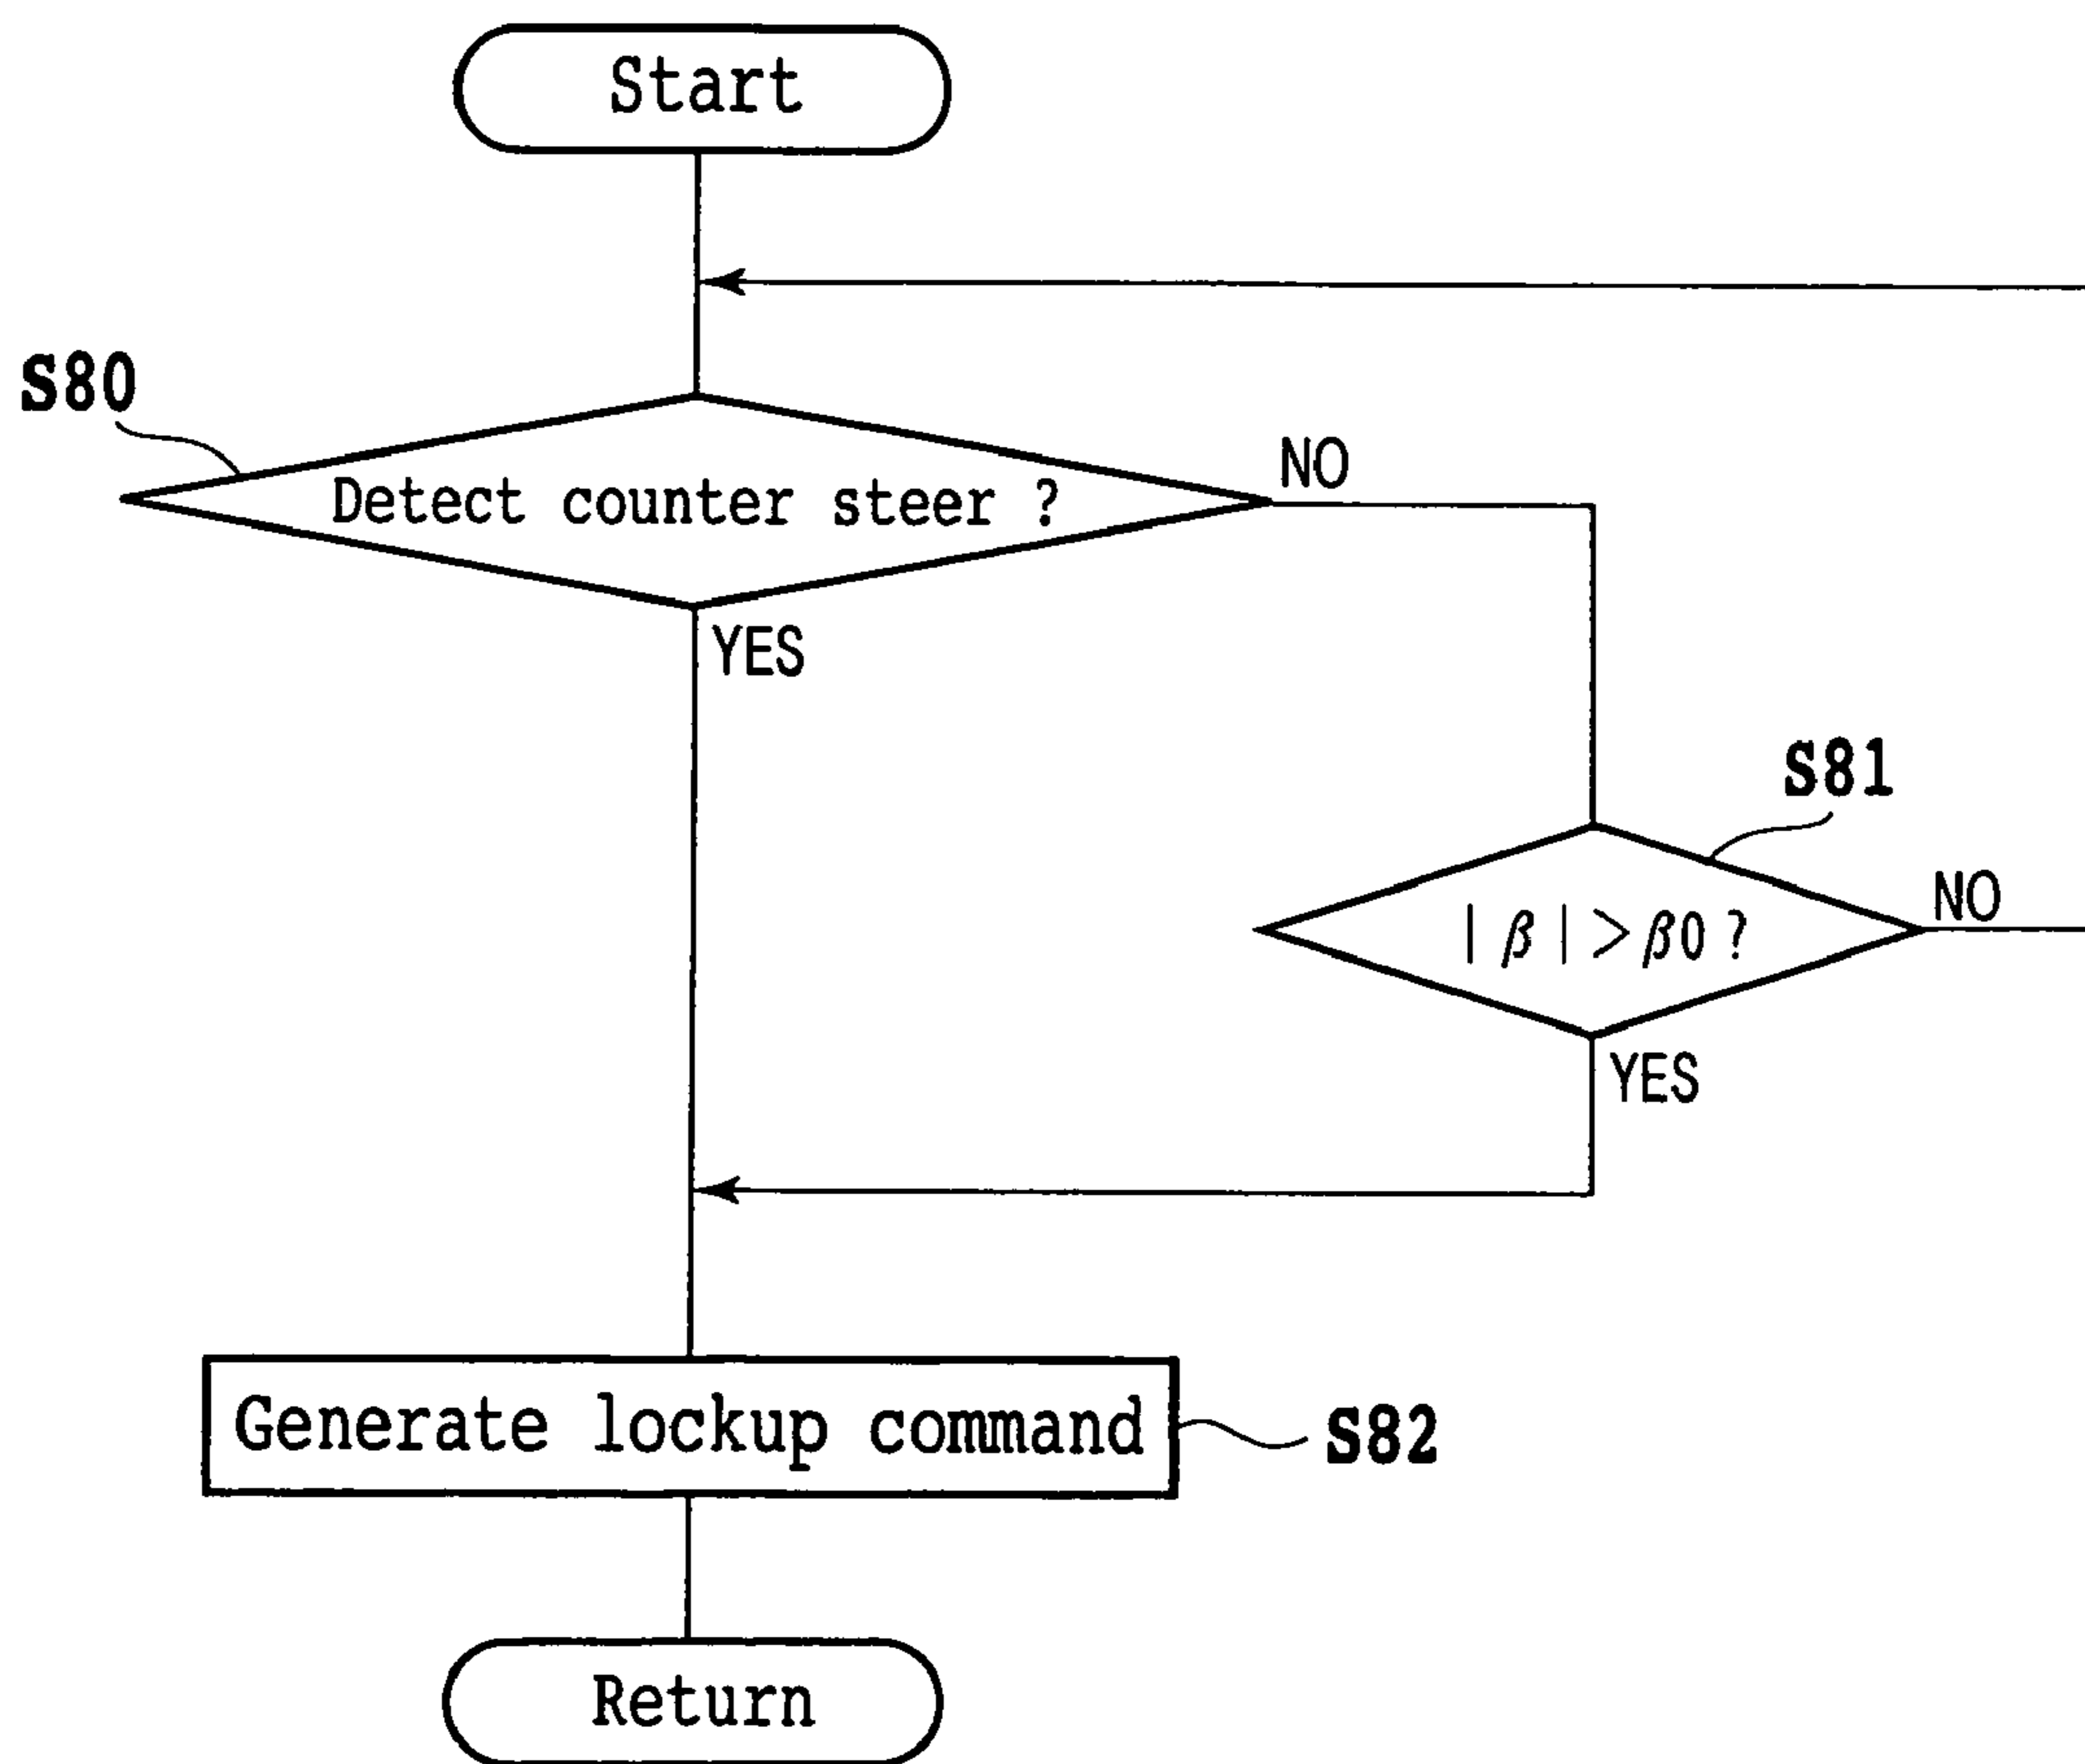 Start
S80
NO
Detect counter steer ?
YES
S81
NO
| β | > β0 ?
YES
Generate lockup command
S82
Return